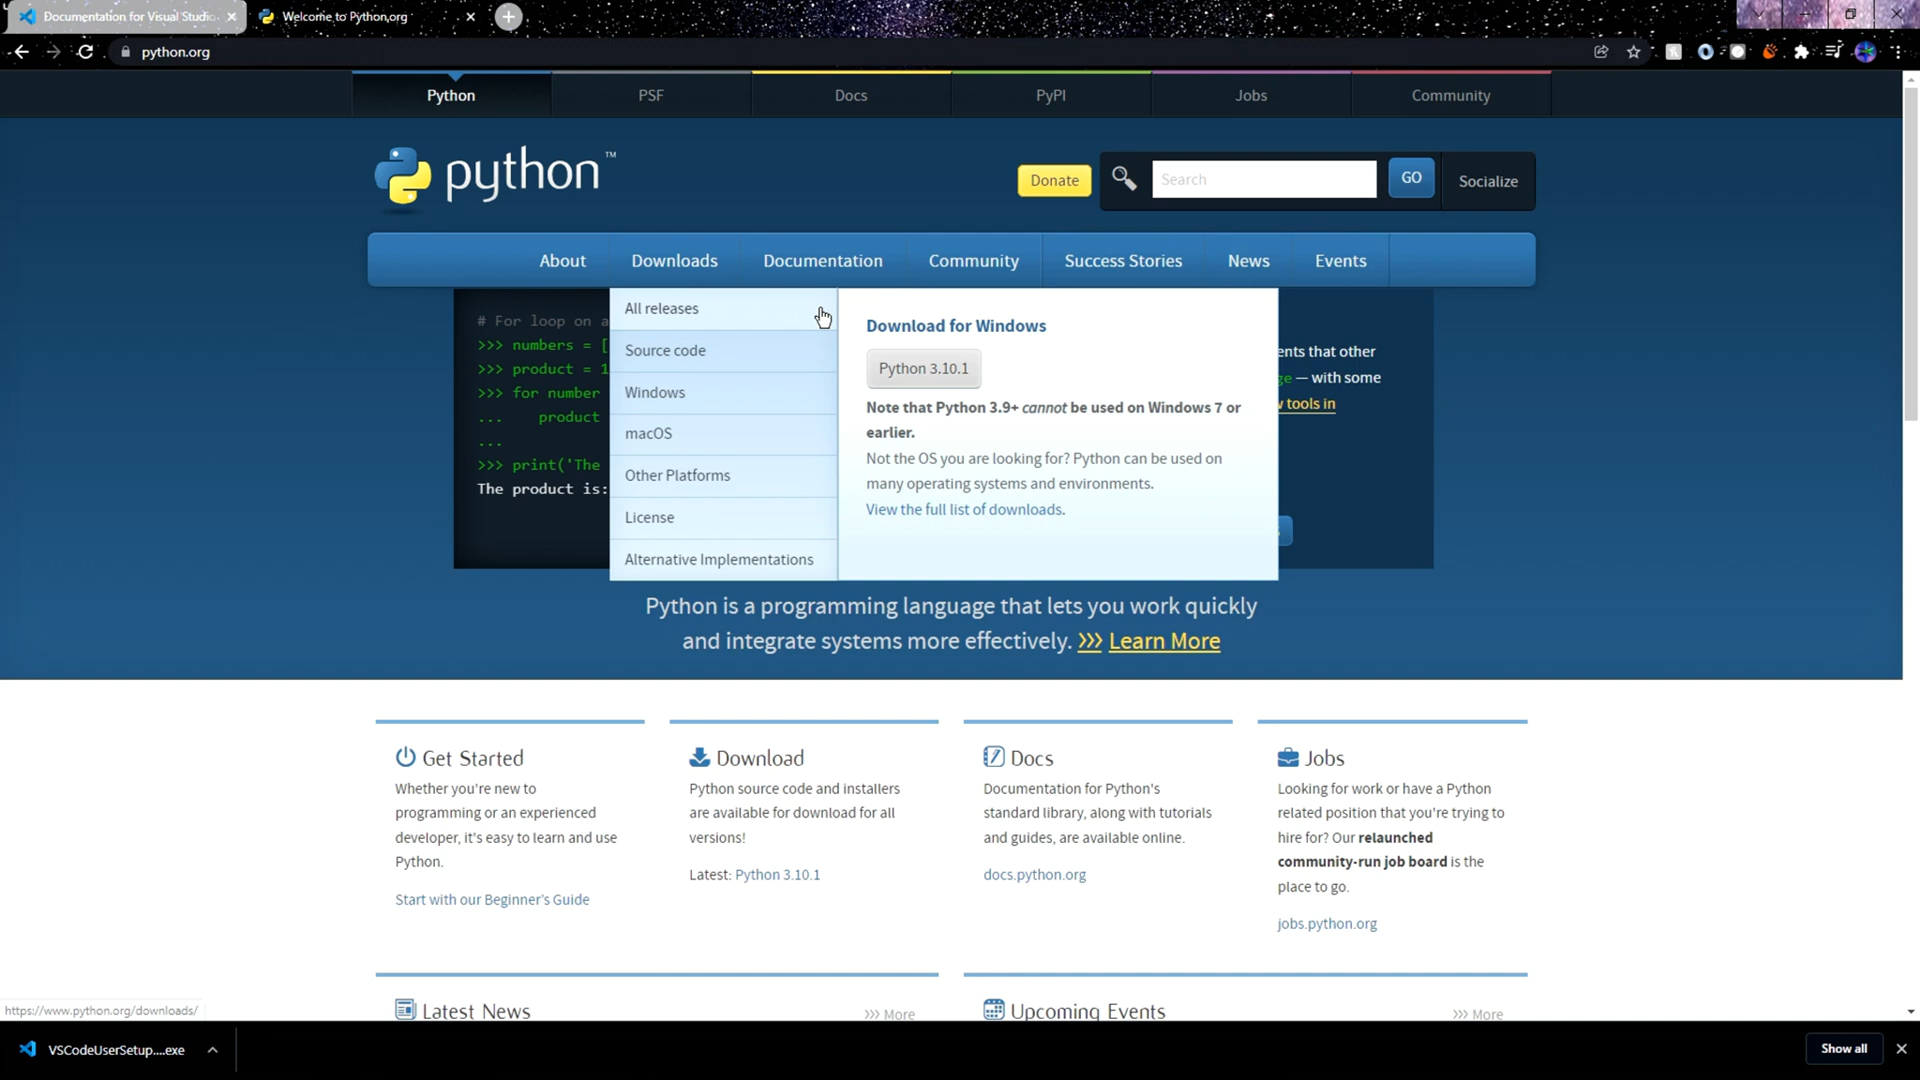 Documentation for Visual Studio
Welcome to Python.org
python.org
Python
PSF
Docs
PyPI
Jobs
Community
python™
Donate
Search
GO
Socialize
About
Downloads
Documentation
Community
Success Stories
News
Events
All releases
Source code
Windows
macOS
Other Platforms
License
Alternative Implementations
Download for Windows
Python 3.10.1
Note that Python 3.9+ cannot be used on Windows 7 or
earlier.
Not the OS you are looking for? Python can be used on
many operating systems and environments.
View the full list of downloads.
# For loop on a
>>> numbers = [
>>> product = 1
>>> for number
... product
...
>>> print('The
The product is:
ents that other
— with some
tools in
Python is a programming language that lets you work quickly
and integrate systems more effectively. >>> Learn More
Get Started
Whether you're new to
programming or an experienced
developer, it's easy to learn and use
Python.
Start with our Beginner's Guide
Download
Python source code and installers
are available for download for all
versions!
Latest: Python 3.10.1
Docs
Documentation for Python's
standard library, along with tutorials
and guides, are available online.
docs.python.org
Jobs
Looking for work or have a Python
related position that you're trying to
hire for? Our relaunched
community-run job board is the
place to go.
jobs.python.org
Latest News
>>> More
Upcoming Events
>>> More
https://www.python.org/downloads/
VSCodeUserSetup....exe
Show all